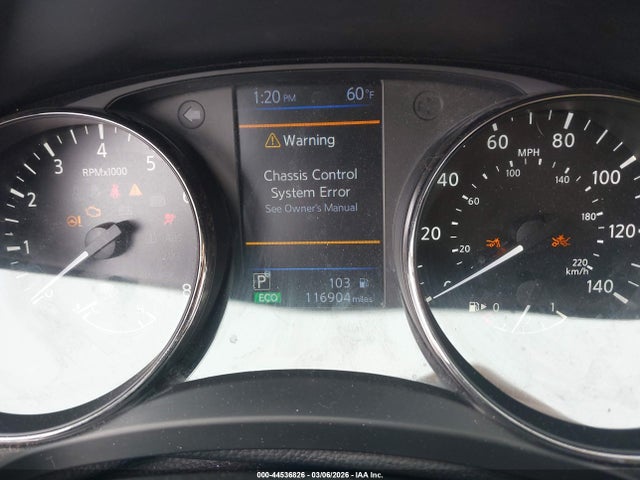 1:20 PM 60°F
Warning
Chassis Control
System Error
See Owner's Manual
P 103
ECO 116904 miles
1 2 3 4 5 6 8
RPMx1000
20 40 60 80 100 120 140
MPH
20 60 100 140 180 220
km/h
0 1
000-44536826 - 03/06/2026 - IAA Inc.